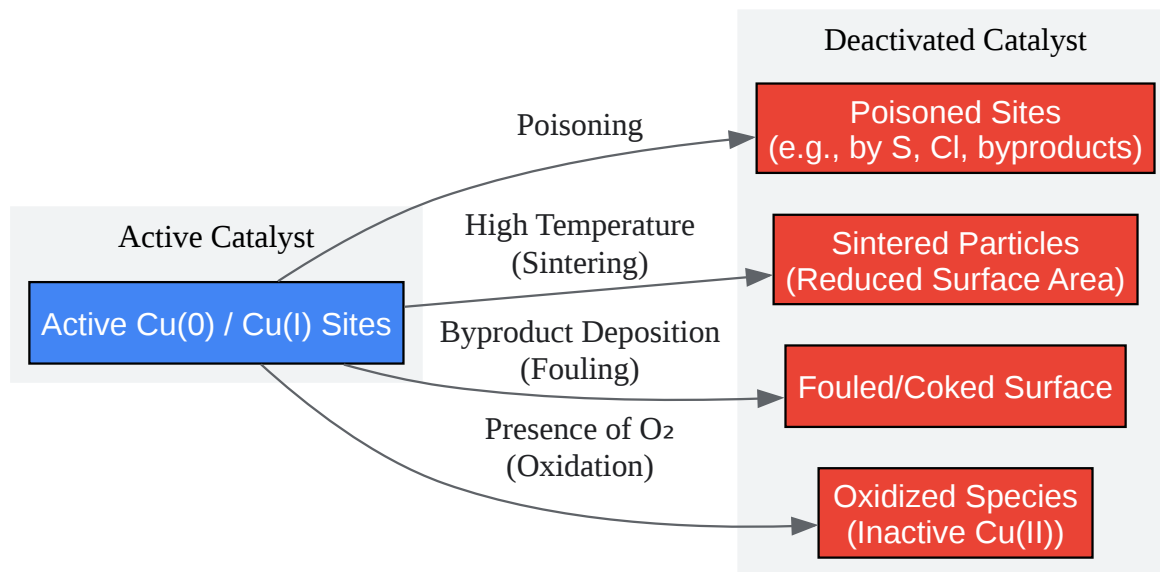 Active Catalyst
Active Cu(0) / Cu(I) Sites
Poisoning
High Temperature
(Sintering)
Byproduct Deposition
(Fouling)
Presence of O₂
(Oxidation)
Deactivated Catalyst
Poisoned Sites
(e.g., by S, Cl, byproducts)
Sintered Particles
(Reduced Surface Area)
Fouled/Coked Surface
Oxidized Species
(Inactive Cu(II))